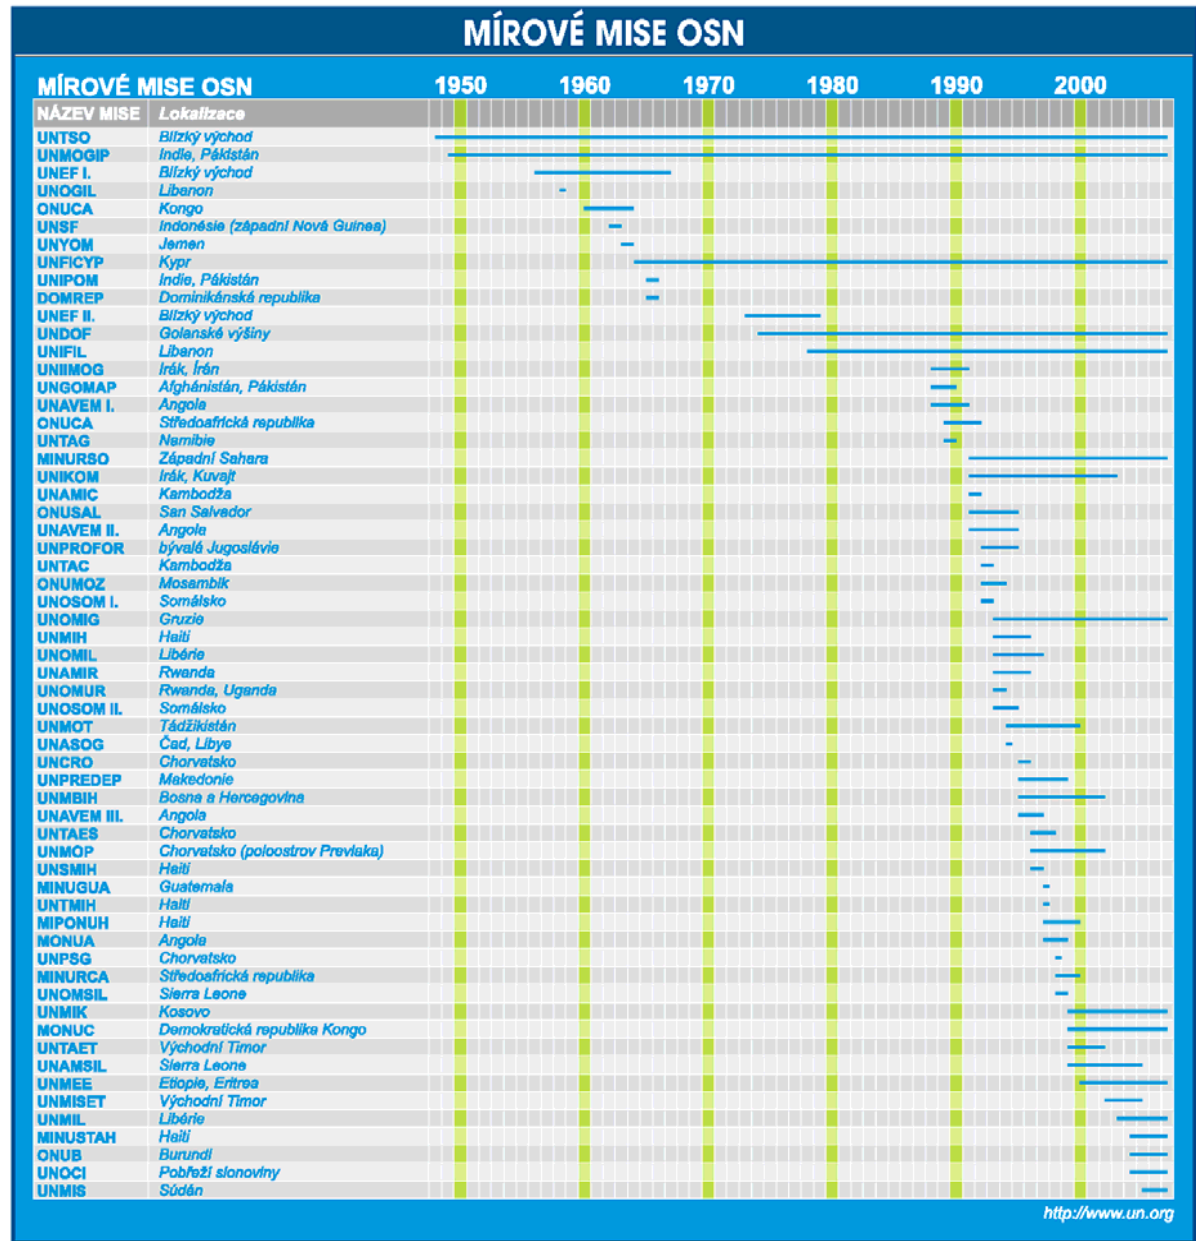 MÍROVÉ MISE OSN
MÍROVÉ MISE OSN 1950 1960 1970 1980 1990 2000
NÁZEV MISE Lokalizace
UNTSO Blízký východ
UNMOGIP Indie, Pákistán
UNEF I. Blízký východ
UNOGIL Libanon
ONUCA Kongo
UNSF Indonésie (západní Nová Guinea)
UNYOM Jemen
UNFICYP Kypr
UNIPOM Indie, Pákistán
DOMREP Dominikánská republika
UNEF II. Blízký východ
UNDOF Golanské výšiny
UNIFIL Libanon
UNIIMOG Irák, Írán
UNGOMAP Afghánistán, Pákistán
UNAVEM I. Angola
ONUCA Středoafrická republika
UNTAG Namibie
MINURSO Západní Sahara
UNIKOM Irák, Kuvajt
UNAMIC Kambodža
ONUSAL San Salvador
UNAVEM II. Angola
UNPROFOR bývalá Jugoslávie
UNTAC Kambodža
ONUMOZ Mosambik
UNOSOM I. Somálsko
UNOMIG Gruzie
UNMIH Haiti
UNOMIL Libérie
UNAMIR Rwanda
UNOMUR Rwanda, Uganda
UNOSOM II. Somálsko
UNMOT Tádžikistán
UNASOG Čad, Libye
UNCRO Chorvatsko
UNPREDEP Makedonie
UNMBIH Bosna a Hercegovina
UNAVEM III. Angola
UNTAES Chorvatsko
UNMOP Chorvatsko (poloostrov Prevlaka)
UNSMIH Haiti
MINUGUA Guatemala
UNTMIH Haiti
MIPONUH Haiti
MONUA Angola
UNPSG Chorvatsko
MINURCA Středoafrická republika
UNOMSIL Sierra Leone
UNMIK Kosovo
MONUC Demokratická republika Kongo
UNTAET Východní Timor
UNAMSIL Sierra Leone
UNMEE Etiopie, Eritrea
UNMISET Východní Timor
UNMIL Libérie
MINUSTAH Haiti
ONUB Burundi
UNOCI Pobřeží slonoviny
UNMIS Súdán
http://www.un.org